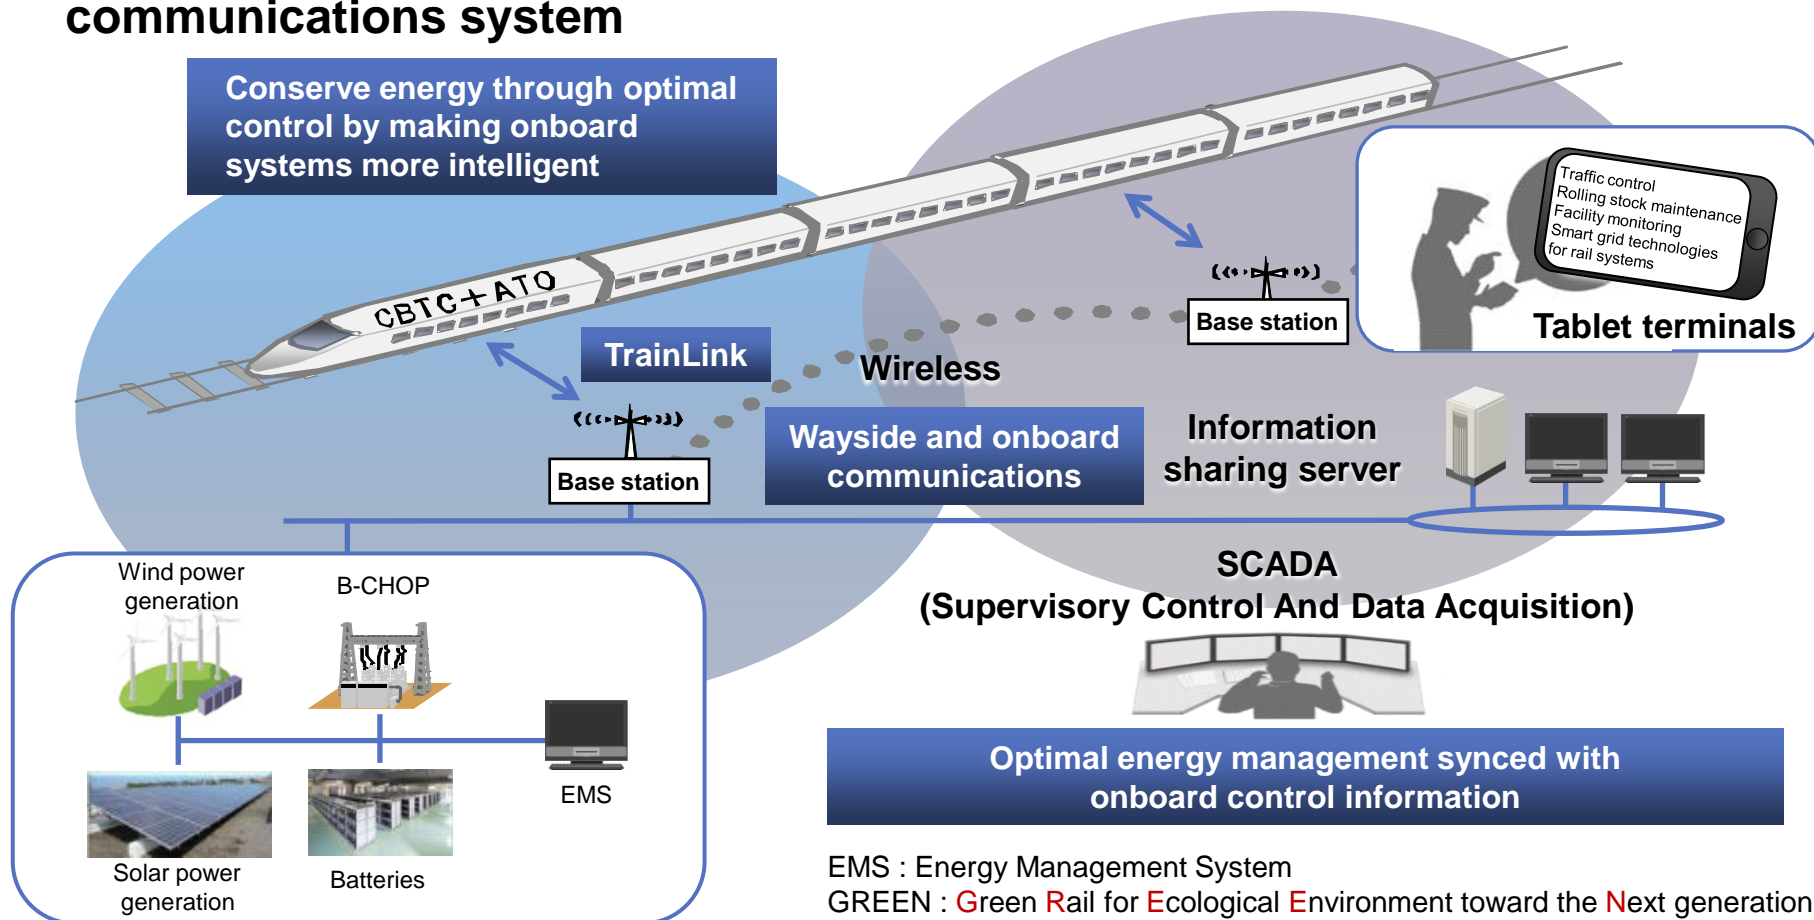 communications system
Conserve energy through optimal
control by making onboard
systems more intelligent
CBTC+ATO
Traffic control
Rolling stock maintenance
Facility monitoring
Smart grid technologies
for rail systems
Tablet terminals
Base station
TrainLink
Wireless
Base station
Wayside and onboard
communications
Information
sharing server
SCADA
(Supervisory Control And Data Acquisition)
Wind power
generation
B-CHOP
EMS
Solar power
generation
Batteries
Optimal energy management synced with
onboard control information
EMS : Energy Management System
GREEN : Green Rail for Ecological Environment toward the Next generation